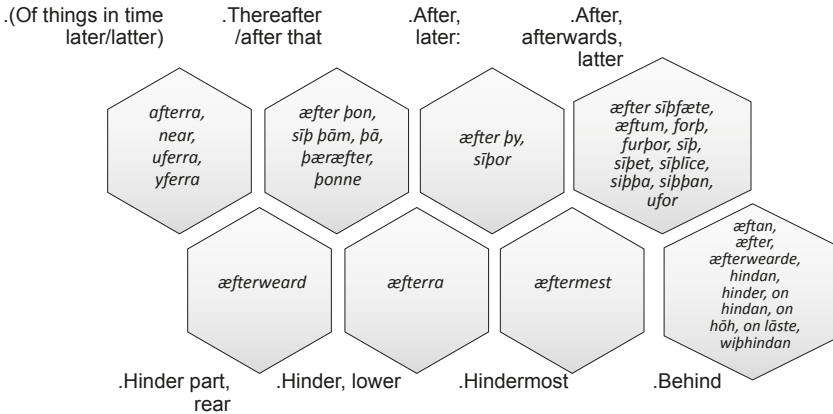 .(Of things in time later/latter)
.Thereafter /after that
.After, later:
.After, afterwards, latter
afterra,
near,
uferra,
yferra
æfter þon,
sīþ þām, þā,
þæræfter,
þonne
æfter þy,
sīþor
æfter sīþfæte,
æftum, forþ,
furþor, sīþ,
sīþet, sīþlīce,
siþþa, siþþan,
ufor
æfterweard
æfterra
æftermest
æftan,
æfter,
æfterwearde,
hindan,
hinder, on
hindan, on
hōh, on lāste,
wiþhindan
.Hinder part, rear
.Hinder, lower
.Hindermost
.Behind